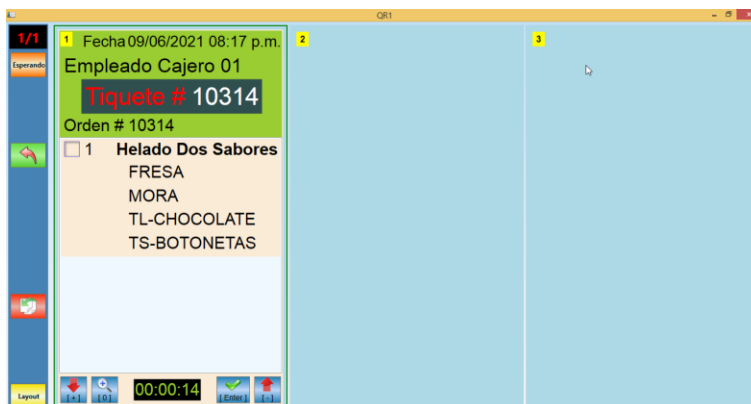 QR1
1/1
Esperando
Layout
1
Fecha 09/06/2021 08:17 p.m.
Empleado Cajero 01
Tiquete # 10314
Orden # 10314
1 Helado Dos Sabores
FRESA
MORA
TL-CHOCOLATE
TS-BOTONETAS
[+]
[0]
00:00:14
[Enter]
[-]
2
3